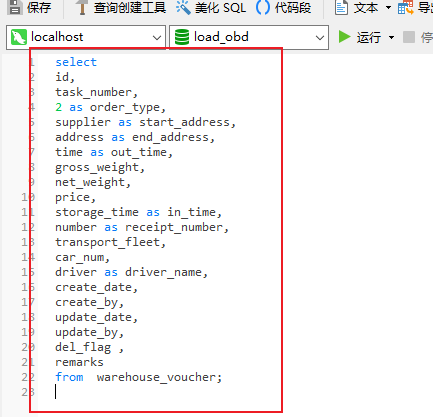 保存 查询创建工具 美化 SQL 代码段 文本
localhost load_obd 运行
1 select
2 id,
3 task_number,
4 2 as order_type,
5 supplier as start_address,
6 address as end_address,
7 time as out_time,
8 gross_weight,
9 net_weight,
10 price,
11 storage_time as in_time,
12 number as receipt_number,
13 transport_fleet,
14 car_num,
15 driver as driver_name,
16 create_date,
17 create_by,
18 update_date,
19 update_by,
20 del_flag ,
21 remarks
22 from  warehouse_voucher;
23